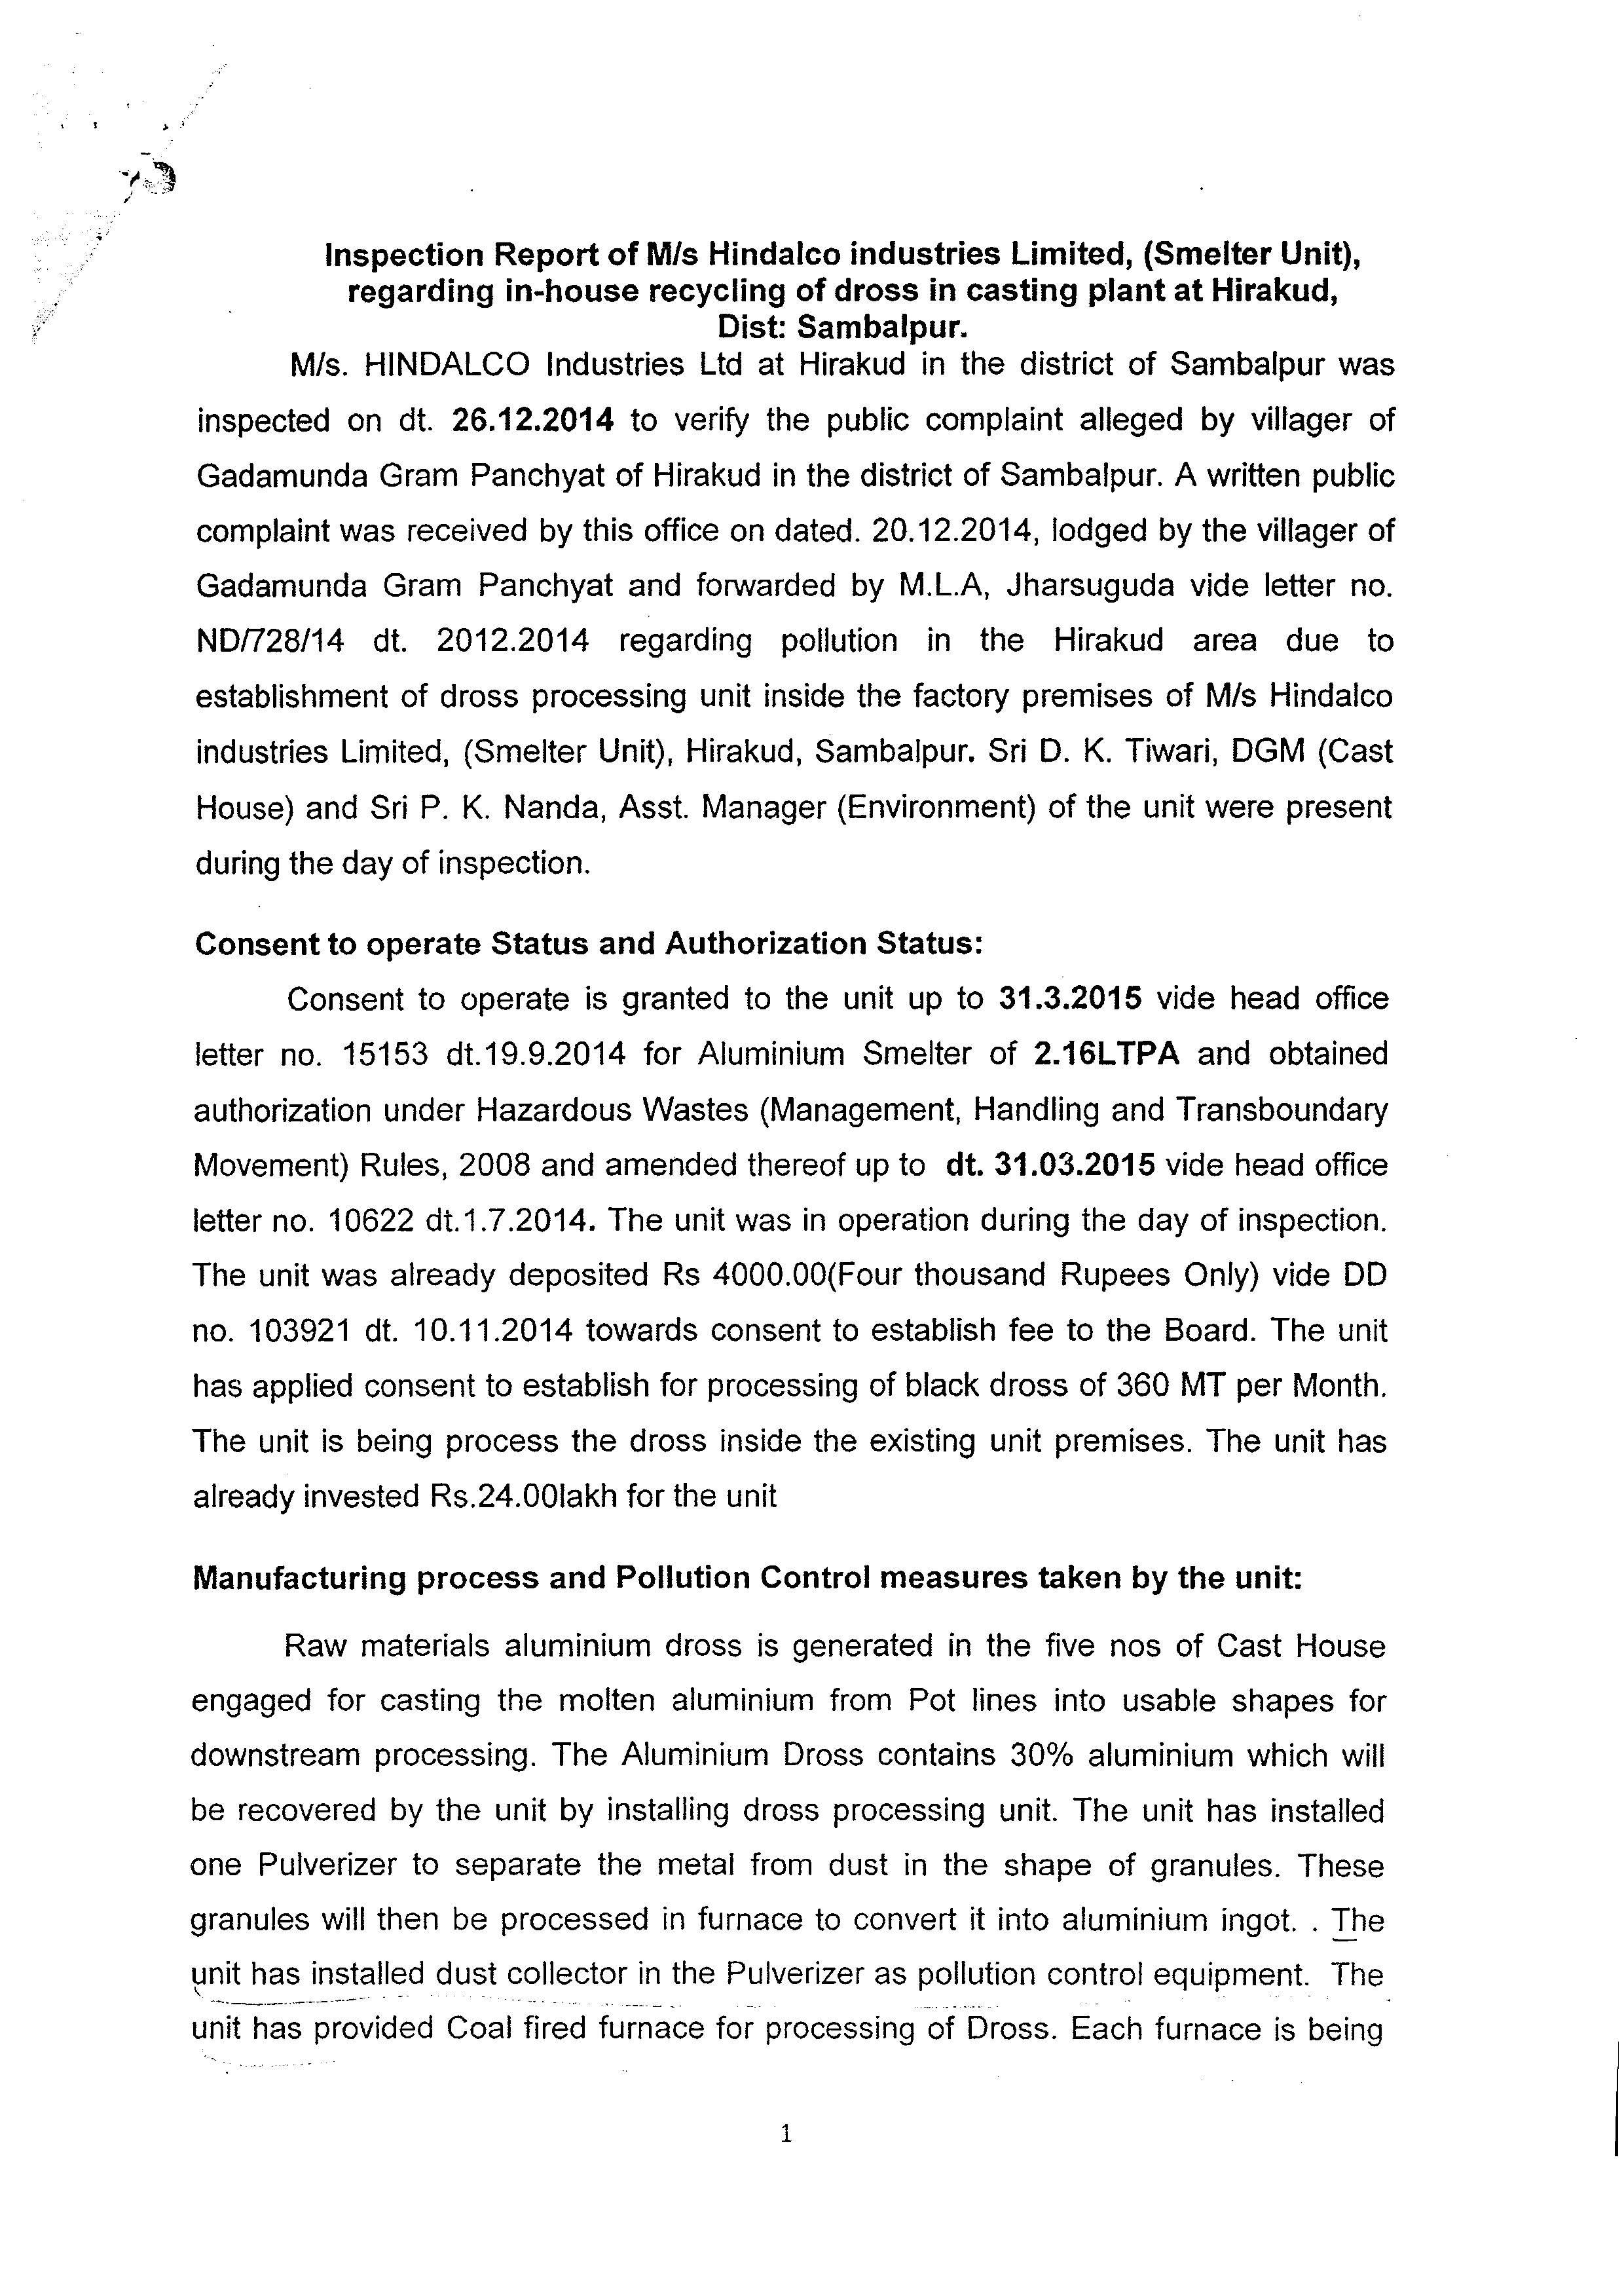 Inspection Report of M/s Hindalco industries Limited, (Smelter Unit),
regarding in-house recycling of dross in casting plant at Hirakud,
Dist: Sambalpur.
M/s. HINDALCO Industries Ltd at Hirakud in the district of Sambalpur was
inspected on dt. 26.12.2014 to verify the public complaint alleged by villager of
Gadamunda Gram Panchyat of Hirakud in the district of Sambalpur. A written public
complaint was received by this office on dated. 20.12.2014, lodged by the villager of
Gadamunda Gram Panchyat and forwarded by M.L.A, Jharsuguda vide letter no.
ND/728/14 dt. 2012.2014 regarding pollution in the Hirakud area due to
establishment of dross processing unit inside the factory premises of M/s Hindalco
industries Limited, (Smelter Unit), Hirakud, Sambalpur. Sri D. K. Tiwari, DGM (Cast
House) and Sri P. K. Nanda, Asst. Manager (Environment) of the unit were present
during the day of inspection.
Consent to operate Status and Authorization Status:
Consent to operate is granted to the unit up to 31.3.2015 vide head office
letter no. 15153 dt.19.9.2014 for Aluminium Smelter of 2.16LTPA and obtained
authorization under Hazardous Wastes (Management, Handling and Transboundary
Movement) Rules, 2008 and amended thereof up to dt. 31.03.2015 vide head office
letter no. 10622 dt.1.7.2014. The unit was in operation during the day of inspection.
The unit was already deposited Rs 4000.00(Four thousand Rupees Only) vide DD
no. 103921 dt. 10.11.2014 towards consent to establish fee to the Board. The unit
has applied consent to establish for processing of black dross of 360 MT per Month.
The unit is being process the dross inside the existing unit premises. The unit has
already invested Rs.24.00lakh for the unit
Manufacturing process and Pollution Control measures taken by the unit:
Raw materials aluminium dross is generated in the five nos of Cast House
engaged for casting the molten aluminium from Pot lines into usable shapes for
downstream processing. The Aluminium Dross contains 30% aluminium which will
be recovered by the unit by installing dross processing unit. The unit has installed
one Pulverizer to separate the metal from dust in the shape of granules. These
granules will then be processed in furnace to convert it into aluminium ingot. . The
unit has installed dust collector in the Pulverizer as pollution control equipment. The
unit has provided Coal fired furnace for processing of Dross. Each furnace is being
1